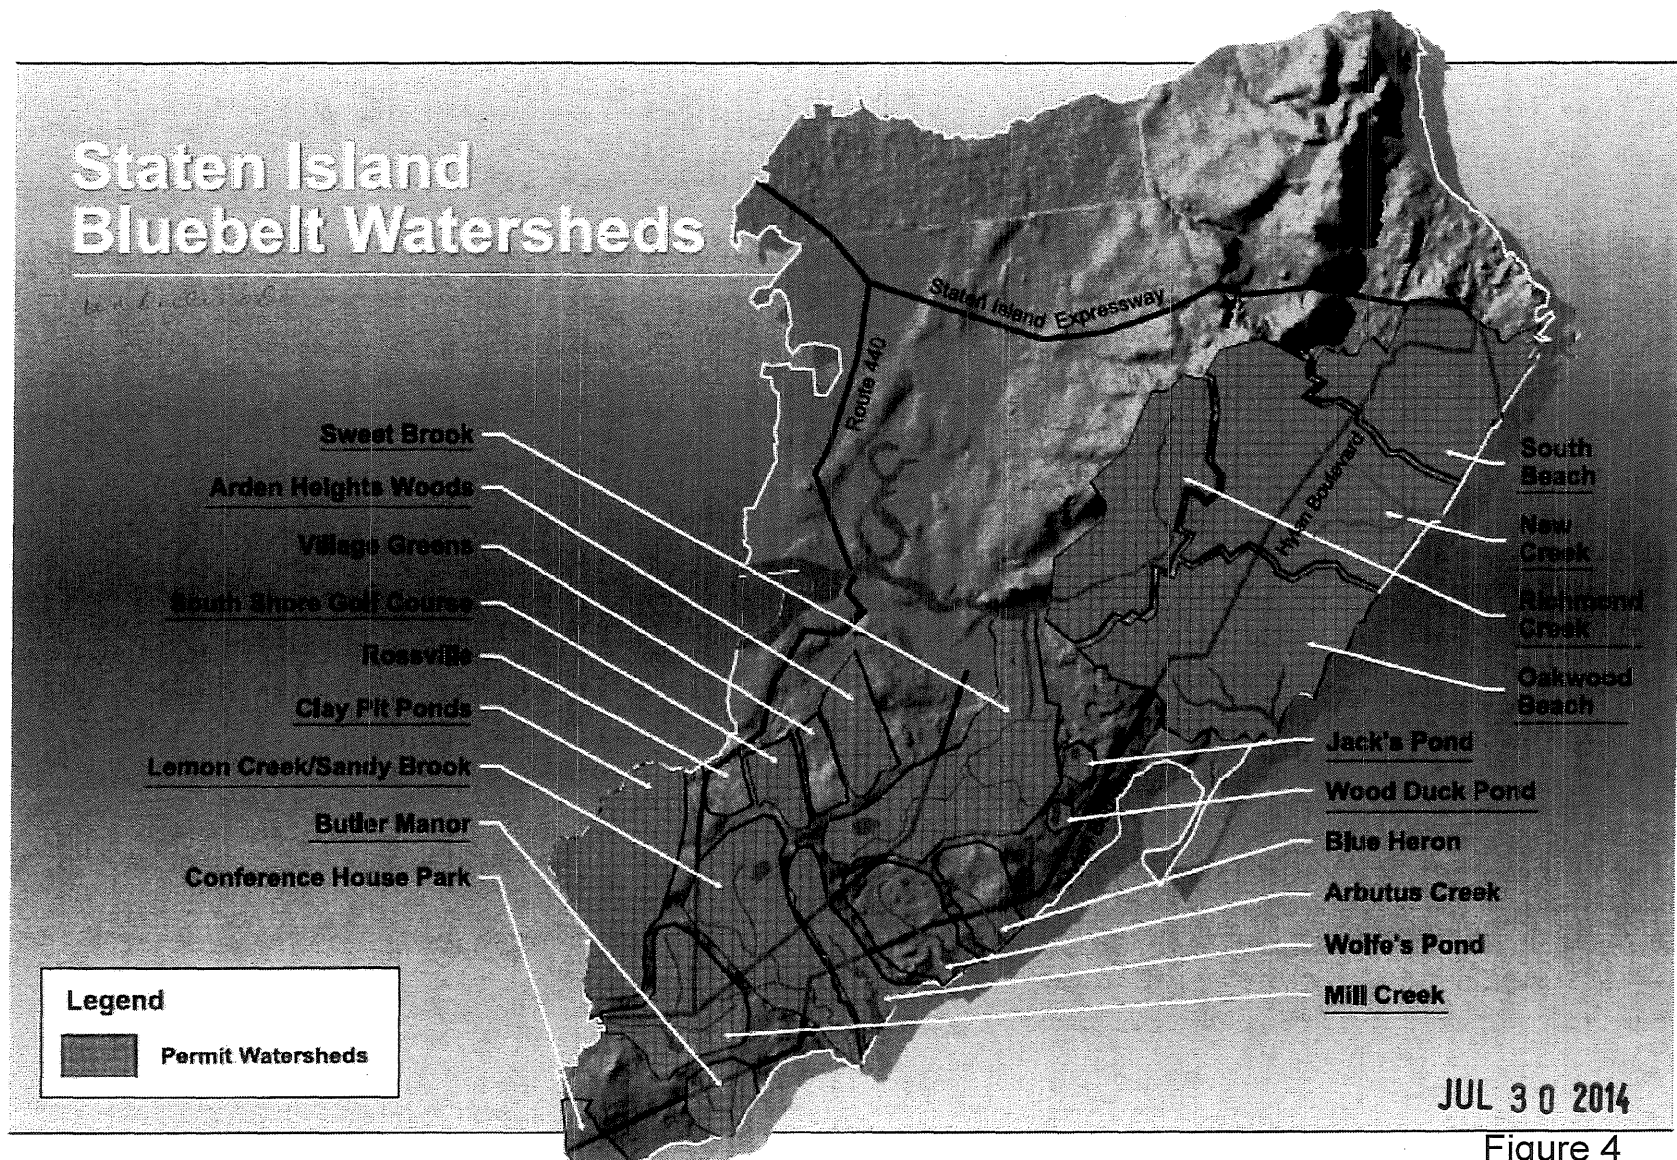 Staten Island
Bluebelt Watersheds
Staten Island Expressway
Route 440
Hylan Boulevard
Sweet Brook
Arden Heights Woods
Village Greens
South Shore Golf Course
Rossville
Clay Pit Ponds
Lemon Creek/Sandy Brook
Butler Manor
Conference House Park
South
Beach
New
Creek
Richmond
Creek
Oakwood
Beach
Jack's Pond
Wood Duck Pond
Blue Heron
Arbutus Creek
Wolfe's Pond
Mill Creek
Legend
Permit Watersheds
JUL 30 2014
Figure 4